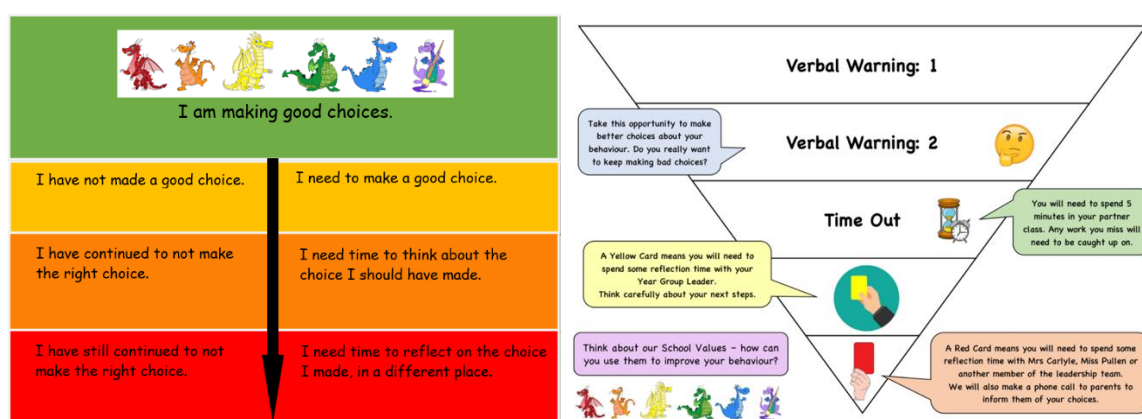 I am making good choices.
I have not made a good choice.
I need to make a good choice.
I have continued to not make
the right choice.
I need time to think about the
choice I should have made.
I have still continued to not
make the right choice.
I need time to reflect on the choice
I made, in a different place.
Verbal Warning: 1
Take this opportunity to make
better choices about your
behaviour. Do you really want
to keep making bad choices?
Verbal Warning: 2
Time Out
You will need to spend 5
minutes in your partner
class. Any work you miss will
need to be caught up on.
A Yellow Card means you will need to
spend some reflection time with your
Year Group Leader.
Think carefully about your next steps.
Think about our School Values – how can
you use them to improve your behaviour?
A Red Card means you will need to spend some
reflection time with Mrs Carlyle, Miss Pullen or
another member of the leadership team.
We will also make a phone call to parents to
inform them of your choices.